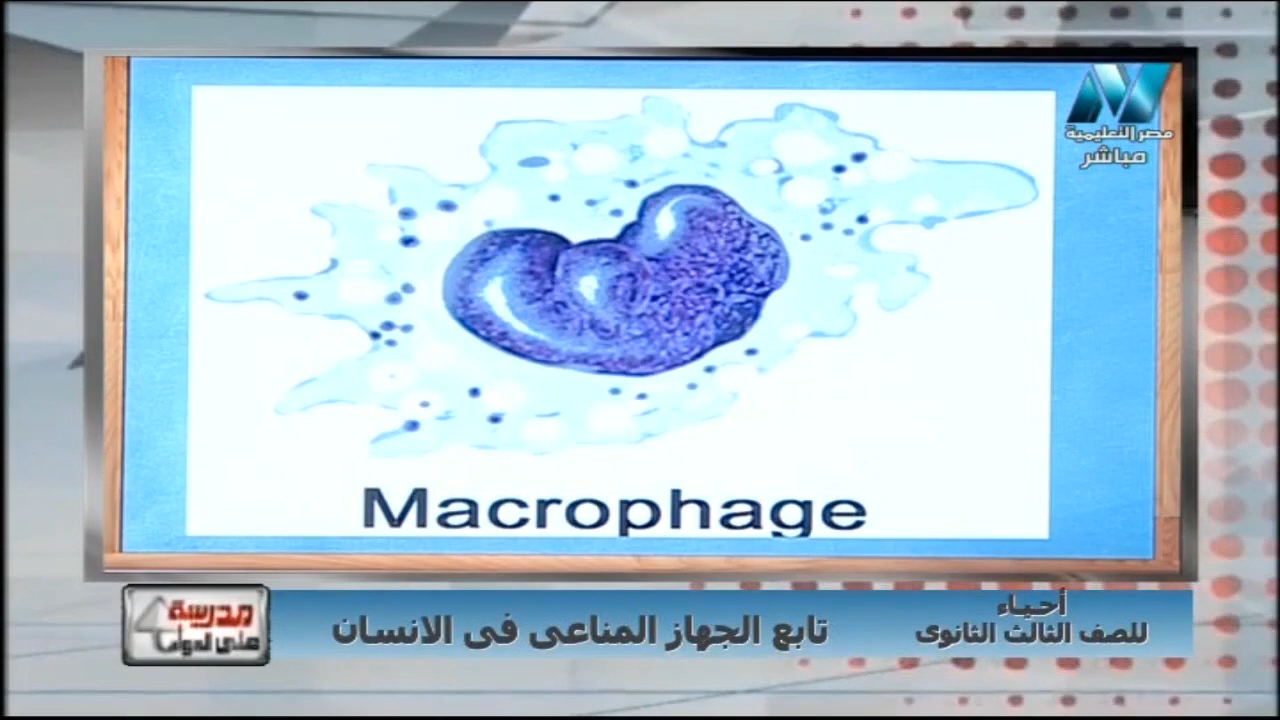 مصر التعليمية
مباشر
Macrophage
أحياء
للصف الثالث الثانوى
تابع الجهاز المناعى فى الانسان
مدرسة
على الهواء